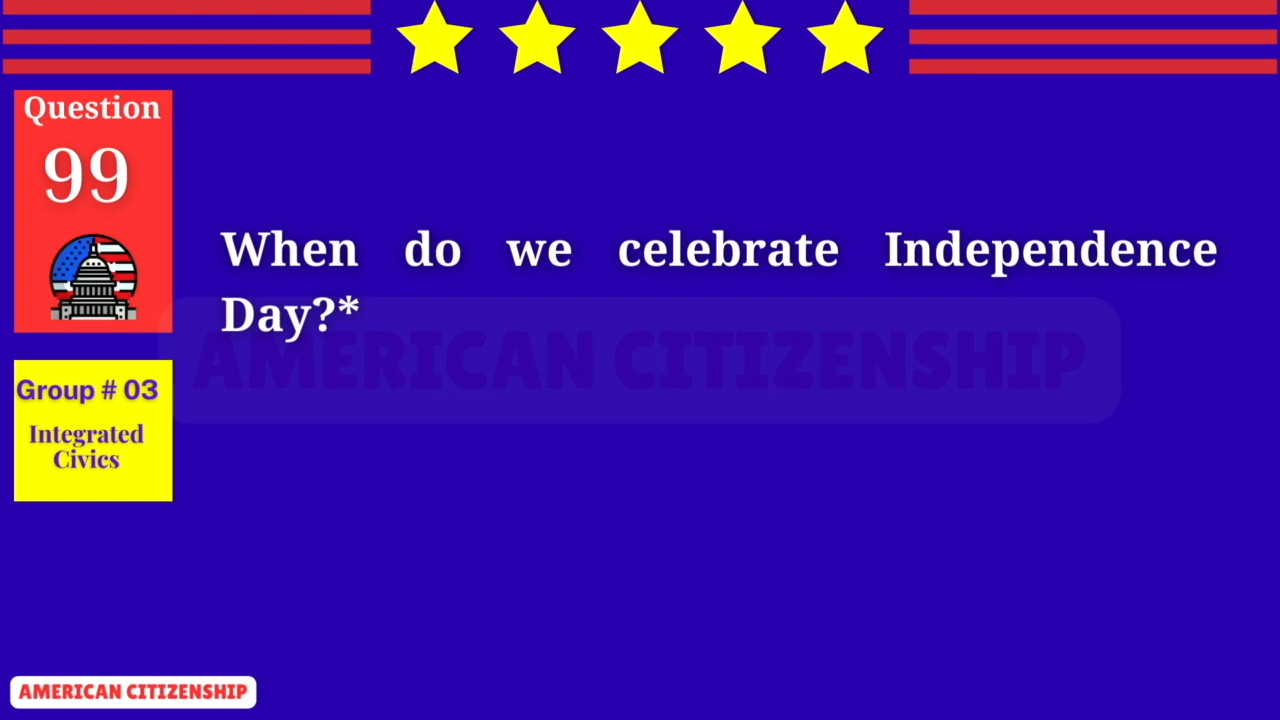 Question
99
When do we celebrate Independence
Day?*
AMERICAN CITIZENSHIP
Group # 03
Integrated
Civics
AMERICAN CITIZENSHIP